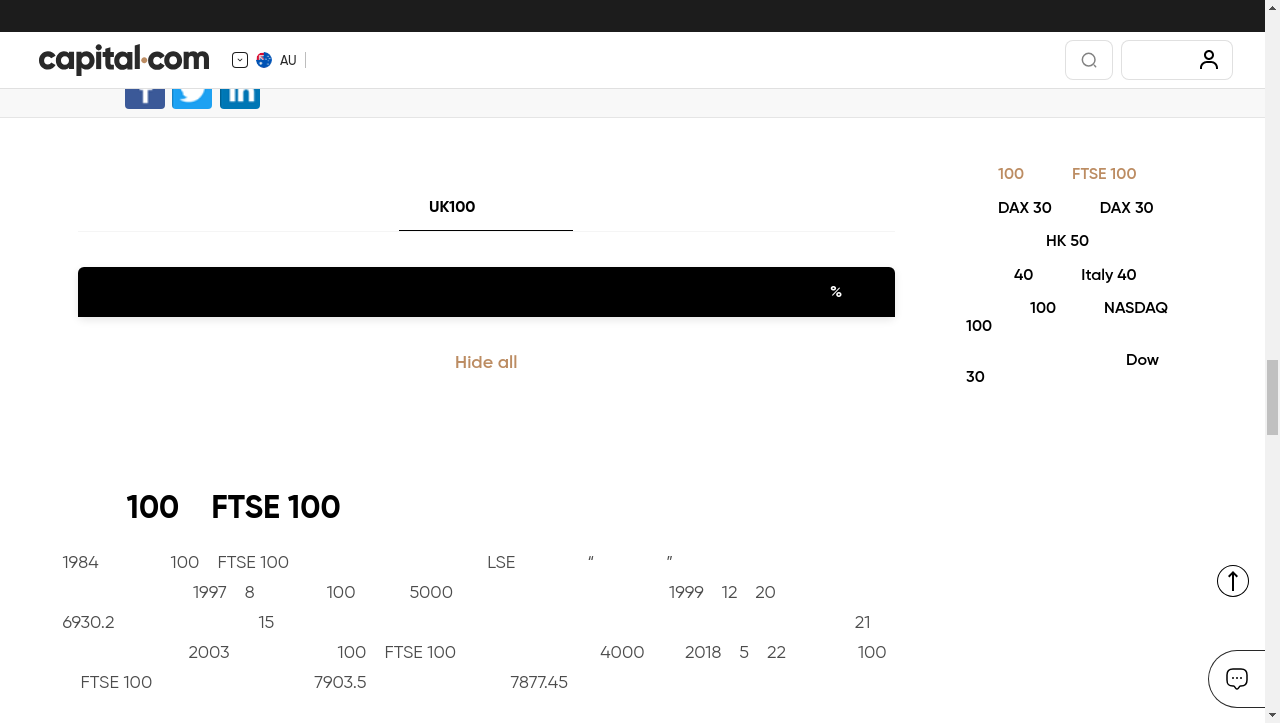 capital.com
AU
UK100
%
Hide all
100 FTSE 100
DAX 30 DAX 30
HK 50
40 Italy 40
100 NASDAQ
100
Dow
30
100 FTSE 100
1984 100 FTSE 100 LSE “ ”
1997 8 100 5000 1999 12 20
6930.2 15 21
2003 100 FTSE 100 4000 2018 5 22 100
FTSE 100 7903.5 7877.45